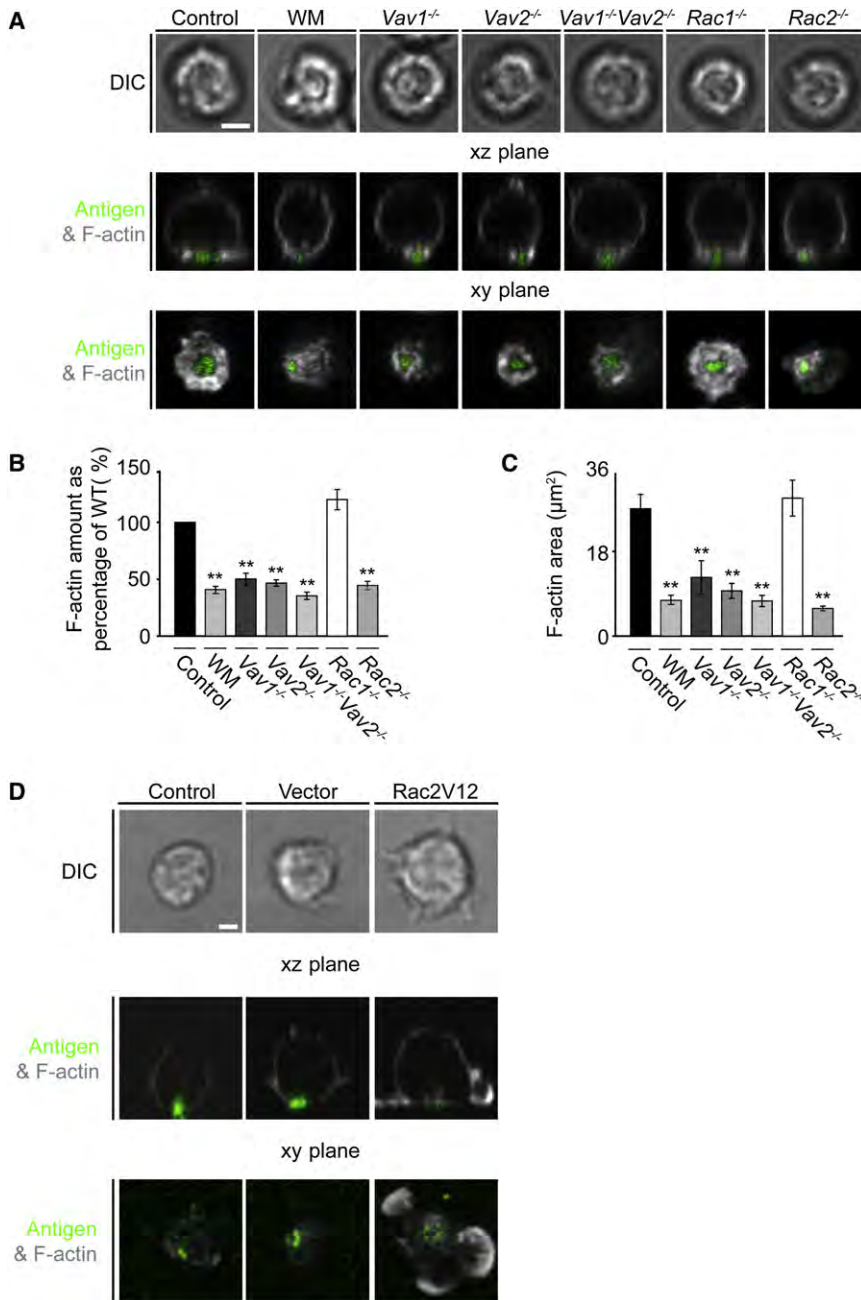 A
Control WM Vav1-/- Vav2-/- Vav1-/-Vav2-/- Rac1-/- Rac2-/-
DIC
xz plane
Antigen
& F-actin
xy plane
Antigen
& F-actin
B
F-actin amount as
percentage of WT( %)
150
100
50
0
** ** ** ** **
Control WM Vav1-/- Vav2-/- Vav1-/-Vav2-/- Rac1-/- Rac2-/-
C
F-actin area (µm²)
36
18
0
** ** ** ** **
Control WM Vav1-/- Vav2-/- Vav1-/-Vav2-/- Rac1-/- Rac2-/-
D
Control Vector Rac2V12
DIC
xz plane
Antigen
& F-actin
xy plane
Antigen
& F-actin